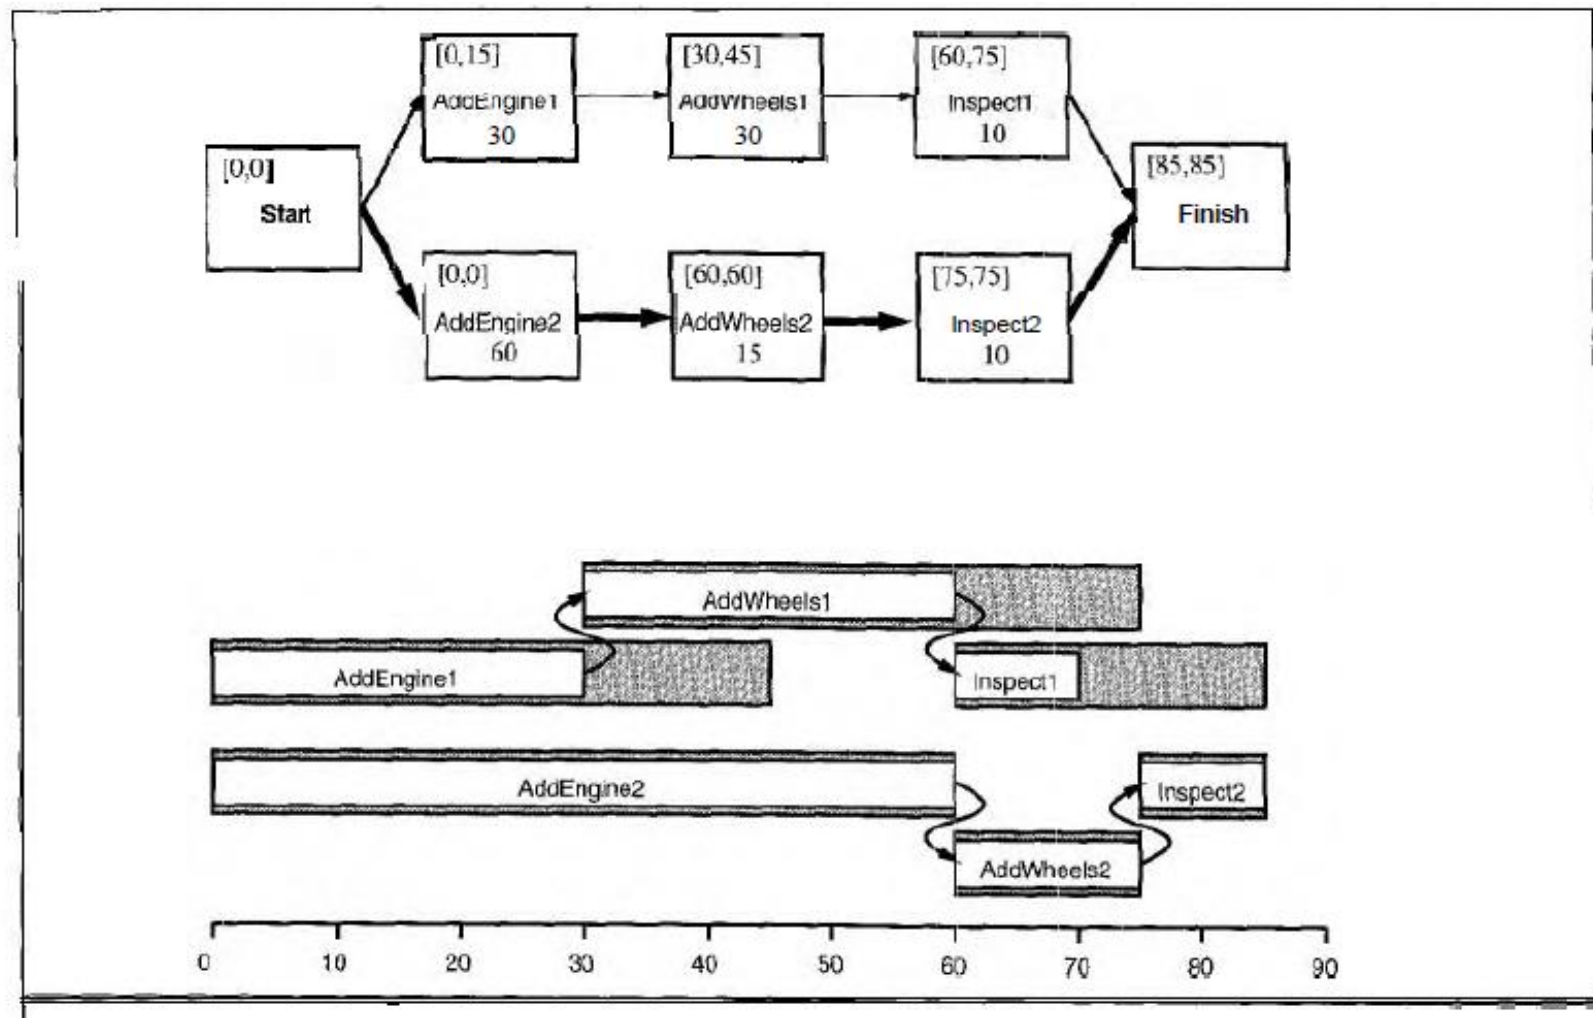 [0,15]
AddEngine1
30
[30,45]
AddWheels1
30
[60,75]
Inspect1
10
[0,0]
Start
[85,85]
Finish
[0,0]
AddEngine2
60
[60,60]
AddWheels2
15
[75,75]
Inspect2
10
AddWheels1
AddEngine1
Inspect1
AddEngine2
Inspect2
AddWheels2
0 10 20 30 40 50 60 70 80 90